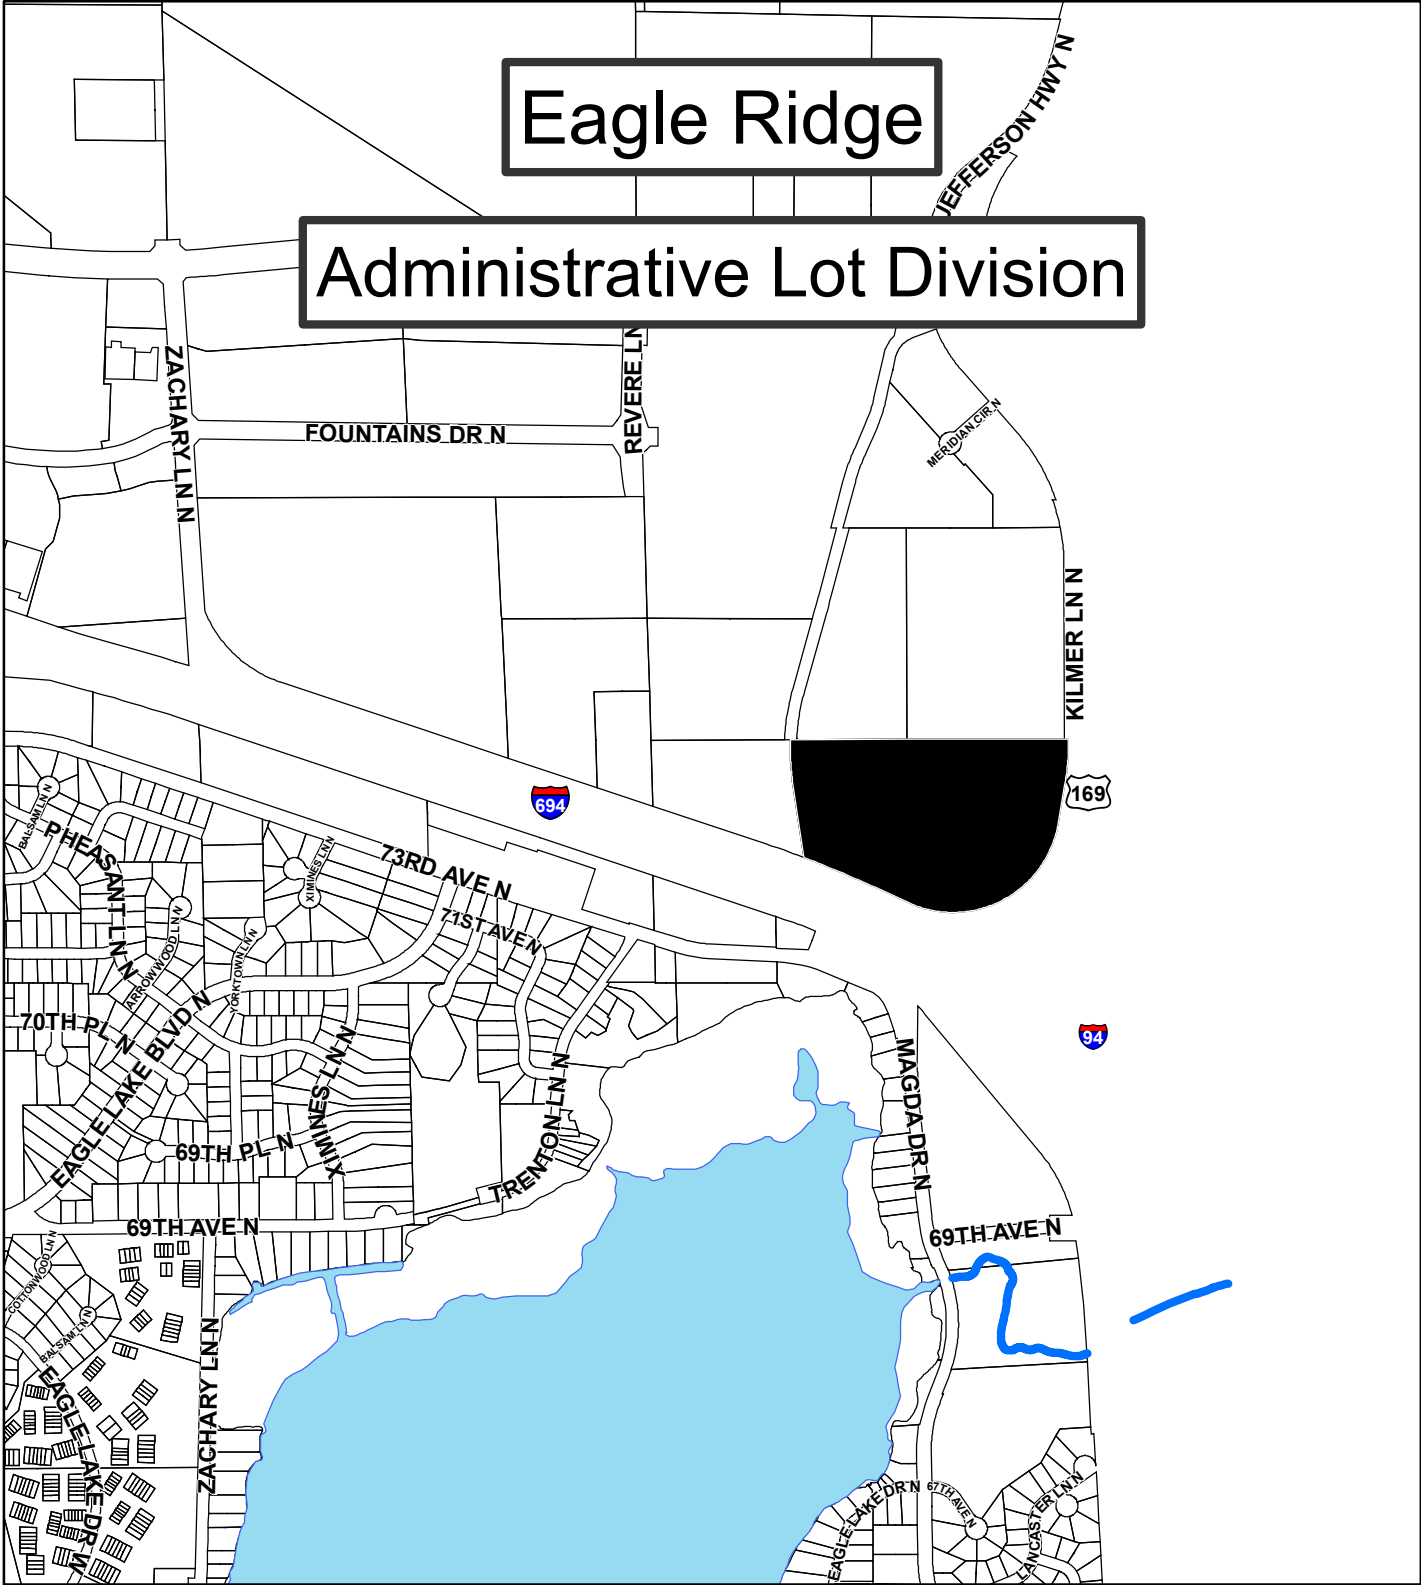 Eagle Ridge
Administrative Lot Division
JEFFERSON HWY N
ZACHARY LN N
REVERE LN
FOUNTAINS DR N
MERIDIAN CIR N
KILMER LN N
169
694
BALSAM LN N
PHEASANT LN N
XIMINES LN N
73RD AVE N
71ST AVE N
ARROWWOOD LN N
YORKTOWN LN N
70TH PL N
EAGLE LAKE BLVD N
XIMINES LN N
TRENTON LN N
MAGDA DR N
94
69TH PL N
69TH AVE N
69TH AVE N
COTTONWOOD LN N
BALSAM LN N
ZACHARY LN N
EAGLE LAKE DR W
EAGLE LAKE DR N
67TH AVE N
LANCASTER LN N